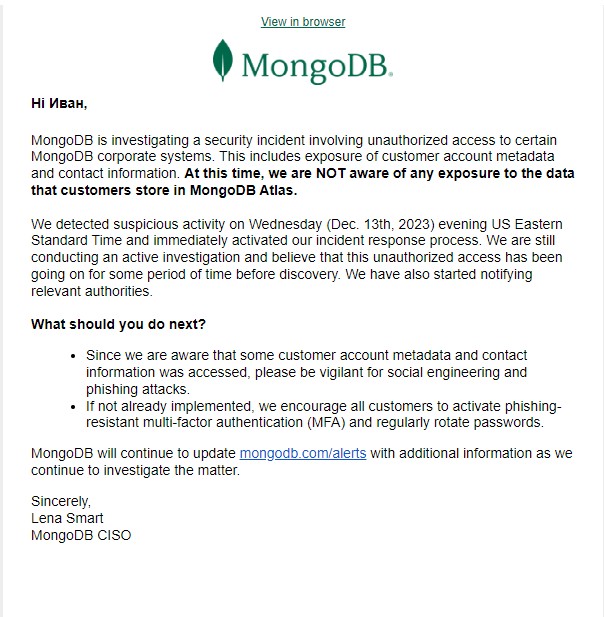 View in browser
MongoDB.
Hi Иван,
MongoDB is investigating a security incident involving unauthorized access to certain
MongoDB corporate systems. This includes exposure of customer account metadata
and contact information. At this time, we are NOT aware of any exposure to the data
that customers store in MongoDB Atlas.
We detected suspicious activity on Wednesday (Dec. 13th, 2023) evening US Eastern
Standard Time and immediately activated our incident response process. We are still
conducting an active investigation and believe that this unauthorized access has been
going on for some period of time before discovery. We have also started notifying
relevant authorities.
What should you do next?
• Since we are aware that some customer account metadata and contact
information was accessed, please be vigilant for social engineering and
phishing attacks.
• If not already implemented, we encourage all customers to activate phishing-
resistant multi-factor authentication (MFA) and regularly rotate passwords.
MongoDB will continue to update mongodb.com/alerts with additional information as we
continue to investigate the matter.
Sincerely,
Lena Smart
MongoDB CISO